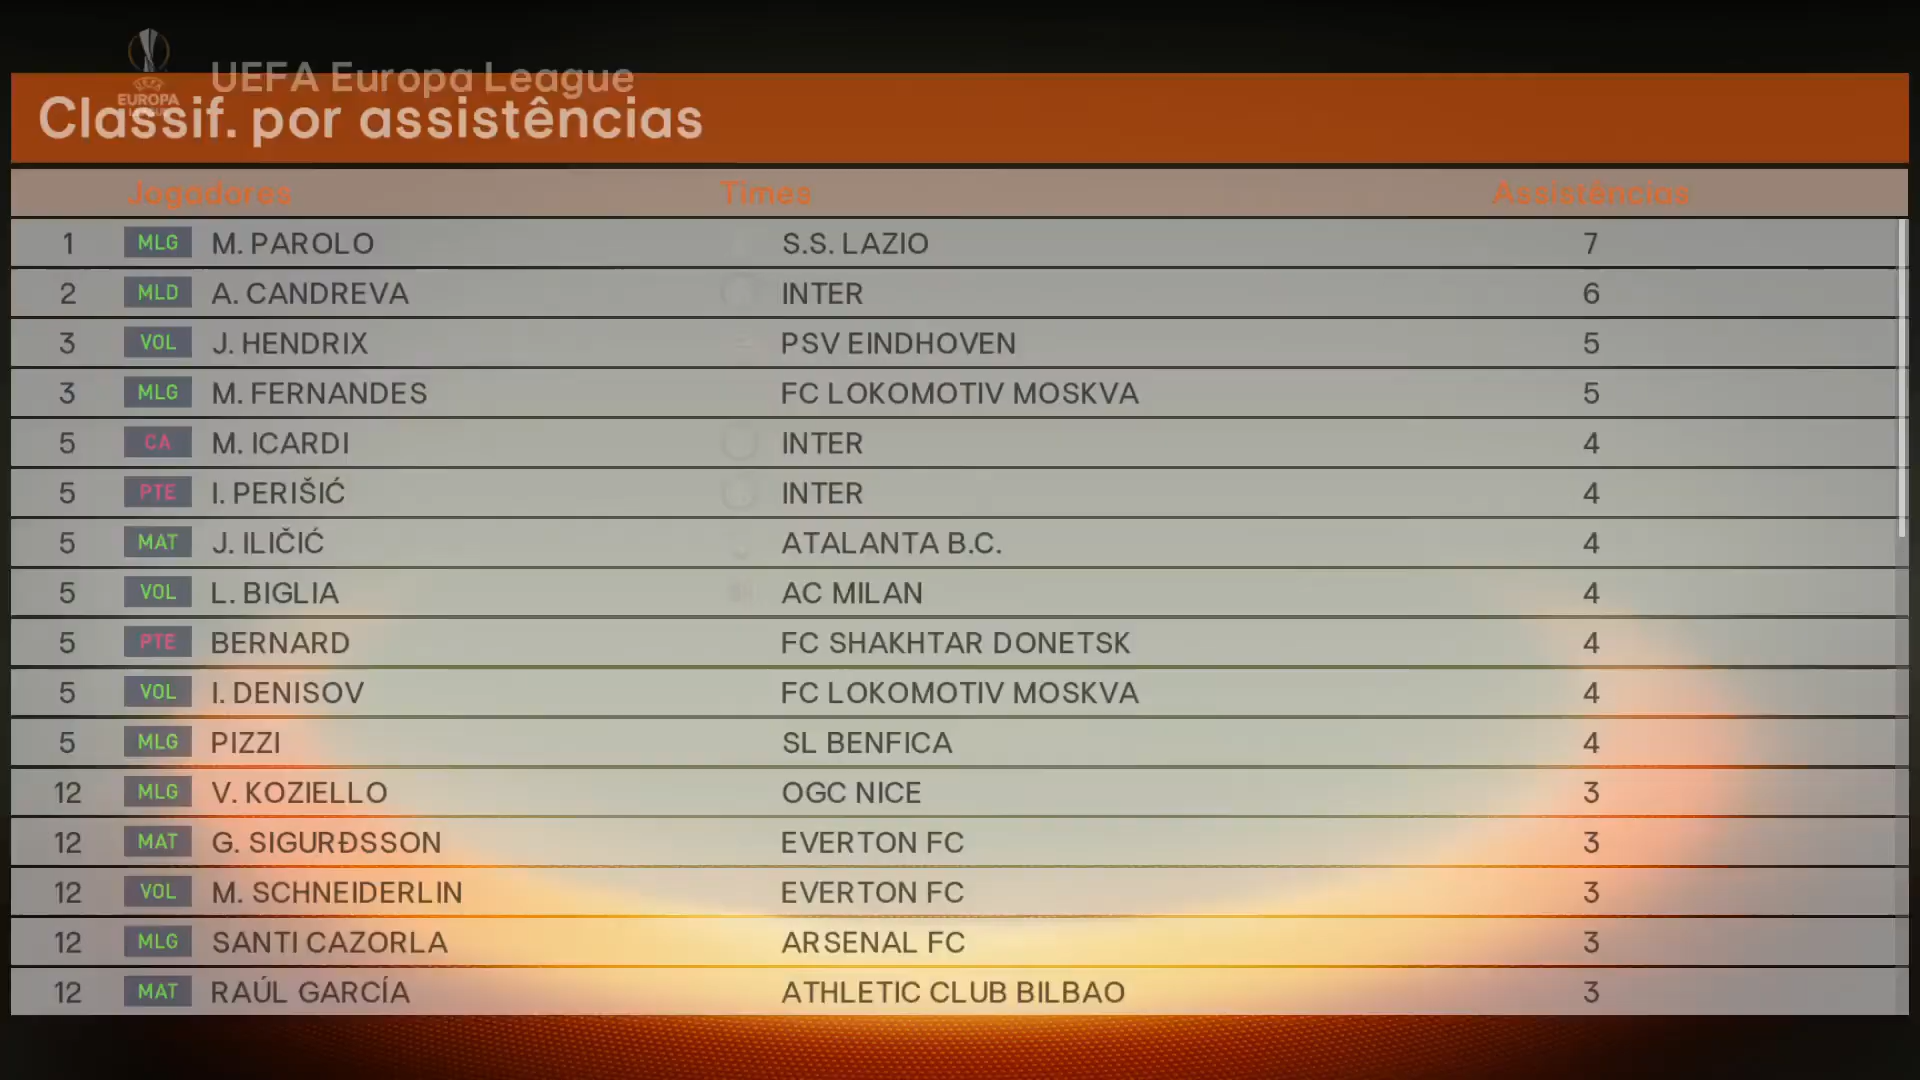 UEFA Europa League
EUROPA
Classif. por assistências
Jogadores Times Assistências
1 MLG M. PAROLO S.S. LAZIO 7
2 MLD A. CANDREVA INTER 6
3 VOL J. HENDRIX PSV EINDHOVEN 5
3 MLG M. FERNANDES FC LOKOMOTIV MOSKVA 5
5 CA M. ICARDI INTER 4
5 PTE I. PERIŠIĆ INTER 4
5 MAT J. ILIČIĆ ATALANTA B.C. 4
5 VOL L. BIGLIA AC MILAN 4
5 PTE BERNARD FC SHAKHTAR DONETSK 4
5 VOL I. DENISOV FC LOKOMOTIV MOSKVA 4
5 MLG PIZZI SL BENFICA 4
12 MLG V. KOZIELLO OGC NICE 3
12 MAT G. SIGURÐSSON EVERTON FC 3
12 VOL M. SCHNEIDERLIN EVERTON FC 3
12 MLG SANTI CAZORLA ARSENAL FC 3
12 MAT RAÚL GARCÍA ATHLETIC CLUB BILBAO 3